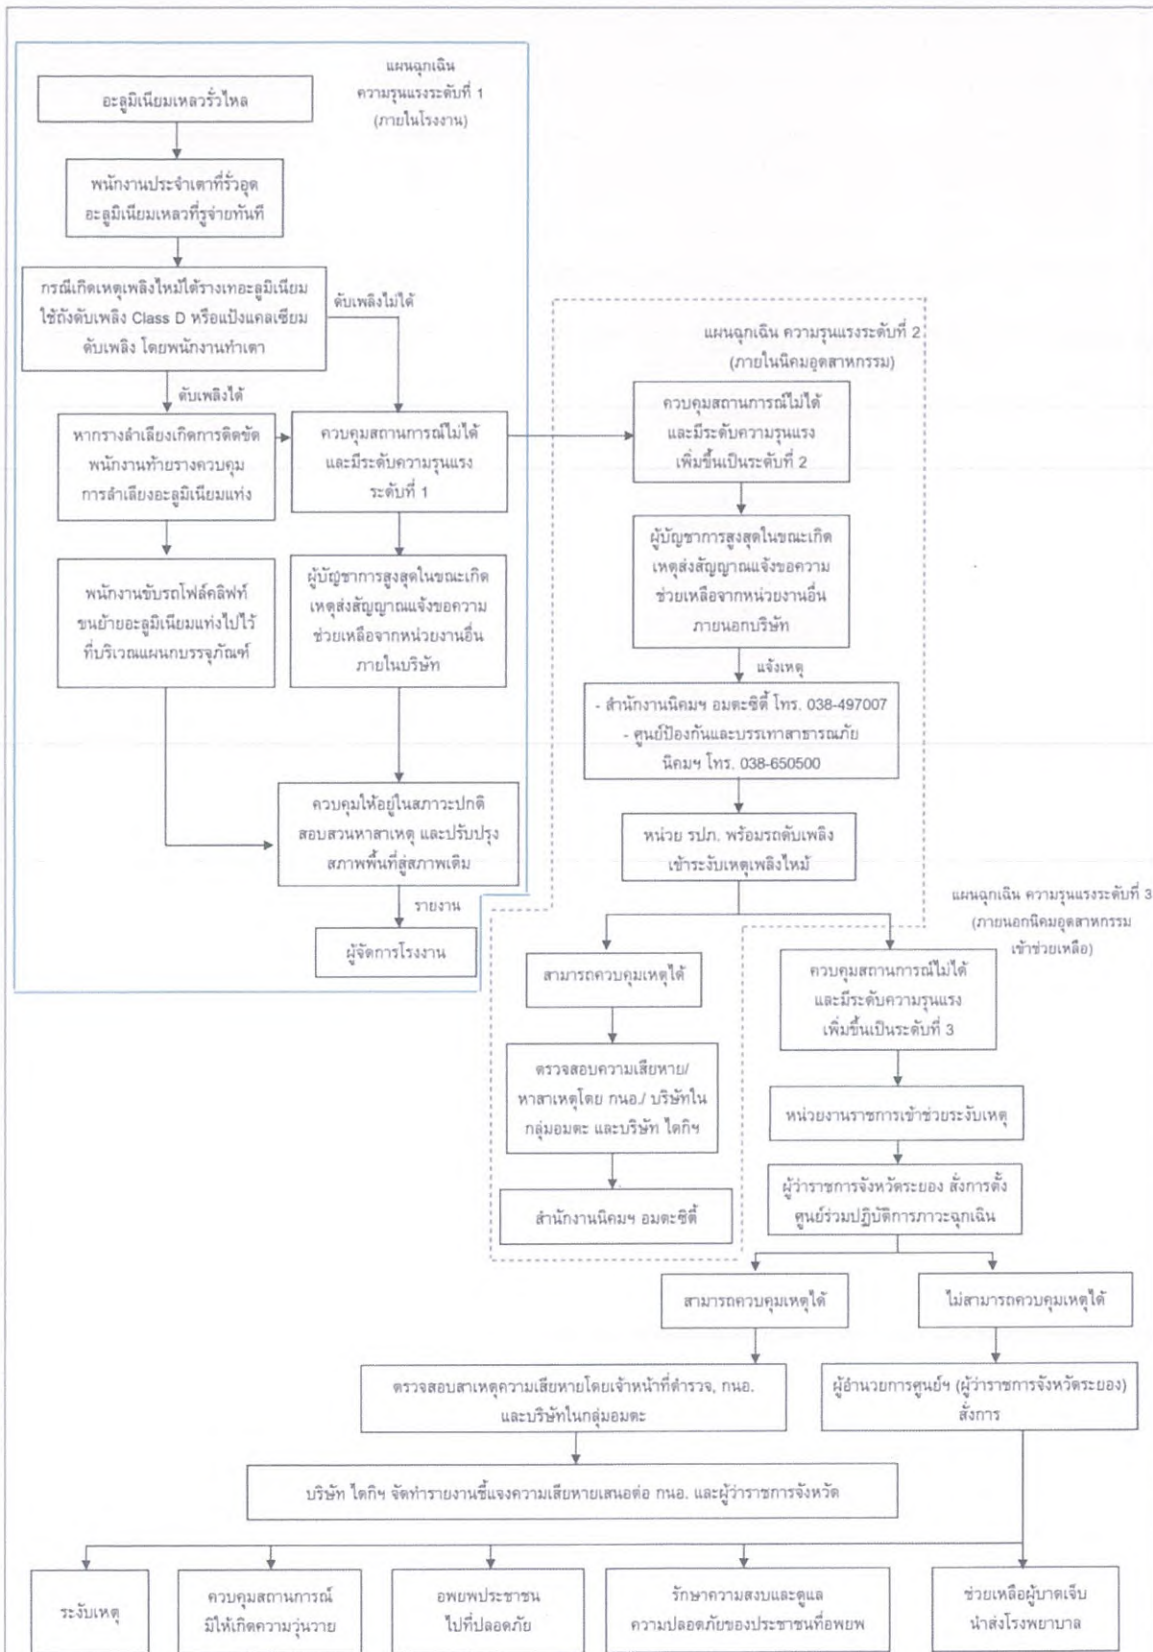 แผนฉุกเฉิน
ความรุนแรงระดับที่ 1
(ภายในโรงงาน)
อะลูมิเนียมเหลวรั่วไหล
พนักงานประจำเตาที่รั่วอุด
อะลูมิเนียมเหลวที่รูจ่ายทันที
กรณีเกิดเหตุเพลิงไหม้ใต้รางเทอะลูมิเนียม
ใช้ถังดับเพลิง Class D หรือแป้งแคลเซียม
ดับเพลิง โดยพนักงานทำเตา
ดับเพลิงไม่ได้
ดับเพลิงได้
หากรางลำเลียงเกิดการติดขัด
พนักงานท้ายรางควบคุม
การลำเลียงอะลูมิเนียมแท่ง
ควบคุมสถานการณ์ไม่ได้
และมีระดับความรุนแรง
ระดับที่ 1
พนักงานขับรถโฟล์คลิฟท์
ขนย้ายอะลูมิเนียมแท่งไปไว้
ที่บริเวณแผนกบรรจุภัณฑ์
ผู้บัญชาการสูงสุดในขณะเกิด
เหตุส่งสัญญาณแจ้งขอความ
ช่วยเหลือจากหน่วยงานอื่น
ภายในบริษัท
ควบคุมให้อยู่ในสภาวะปกติ
สอบสวนหาสาเหตุ และปรับปรุง
สภาพพื้นที่สู่สภาพเดิม
รายงาน
ผู้จัดการโรงงาน
แผนฉุกเฉิน ความรุนแรงระดับที่ 2
(ภายในนิคมอุตสาหกรรม)
ควบคุมสถานการณ์ไม่ได้
และมีระดับความรุนแรง
เพิ่มขึ้นเป็นระดับที่ 2
ผู้บัญชาการสูงสุดในขณะเกิด
เหตุส่งสัญญาณแจ้งขอความ
ช่วยเหลือจากหน่วยงานอื่น
ภายนอกบริษัท
แจ้งเหตุ
- สำนักงานนิคมฯ อมตะซิตี้ โทร. 038-497007
- ศูนย์ป้องกันและบรรเทาสาธารณภัย
นิคมฯ โทร. 038-650500
หน่วย รปภ. พร้อมรถดับเพลิง
เข้าระงับเหตุเพลิงไหม้
สามารถควบคุมเหตุได้
ตรวจสอบความเสียหาย/
หาสาเหตุโดย กนอ./ บริษัทใน
กลุ่มอมตะ และบริษัท ไดกิฯ
สำนักงานนิคมฯ อมตะซิตี้
แผนฉุกเฉิน ความรุนแรงระดับที่ 3
(ภายนอกนิคมอุตสาหกรรม
เข้าช่วยเหลือ)
ควบคุมสถานการณ์ไม่ได้
และมีระดับความรุนแรง
เพิ่มขึ้นเป็นระดับที่ 3
หน่วยงานราชการเข้าช่วยระงับเหตุ
ผู้ว่าราชการจังหวัดระยอง สั่งการตั้ง
ศูนย์ร่วมปฏิบัติการภาวะฉุกเฉิน
สามารถควบคุมเหตุได้
ไม่สามารถควบคุมเหตุได้
ตรวจสอบสาเหตุความเสียหายโดยเจ้าหน้าที่ตำรวจ, กนอ.
และบริษัทในกลุ่มอมตะ
ผู้อำนวยการศูนย์ฯ (ผู้ว่าราชการจังหวัดระยอง)
สั่งการ
บริษัท ไดกิฯ จัดทำรายงานชี้แจงความเสียหายเสนอต่อ กนอ. และผู้ว่าราชการจังหวัด
ระงับเหตุ
ควบคุมสถานการณ์
มิให้เกิดความวุ่นวาย
อพยพประชาชน
ไปที่ปลอดภัย
รักษาความสงบและดูแล
ความปลอดภัยของประชาชนที่อพยพ
ช่วยเหลือผู้บาดเจ็บ
นำส่งโรงพยาบาล